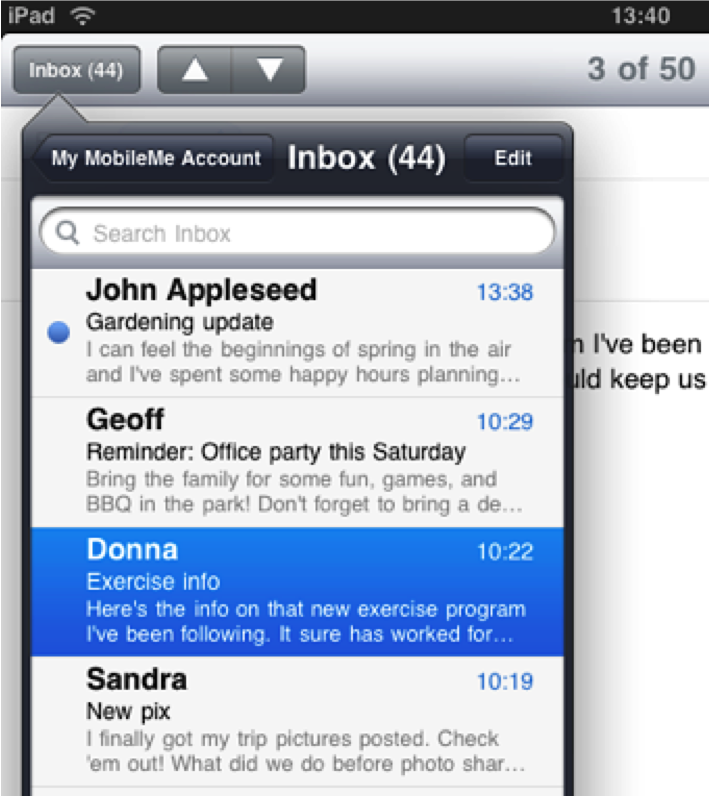 iPad 13:40
Inbox (44) 3 of 50
My MobileMe Account Inbox (44) Edit
Search Inbox
John Appleseed 13:38
Gardening update
I can feel the beginnings of spring in the air
and I've spent some happy hours planning...
Geoff 10:29
Reminder: Office party this Saturday
Bring the family for some fun, games, and
BBQ in the park! Don't forget to bring a de...
Donna 10:22
Exercise info
Here's the info on that new exercise program
I've been following. It sure has worked for...
Sandra 10:19
New pix
I finally got my trip pictures posted. Check
'em out! What did we do before photo shar...
I've been
keep us